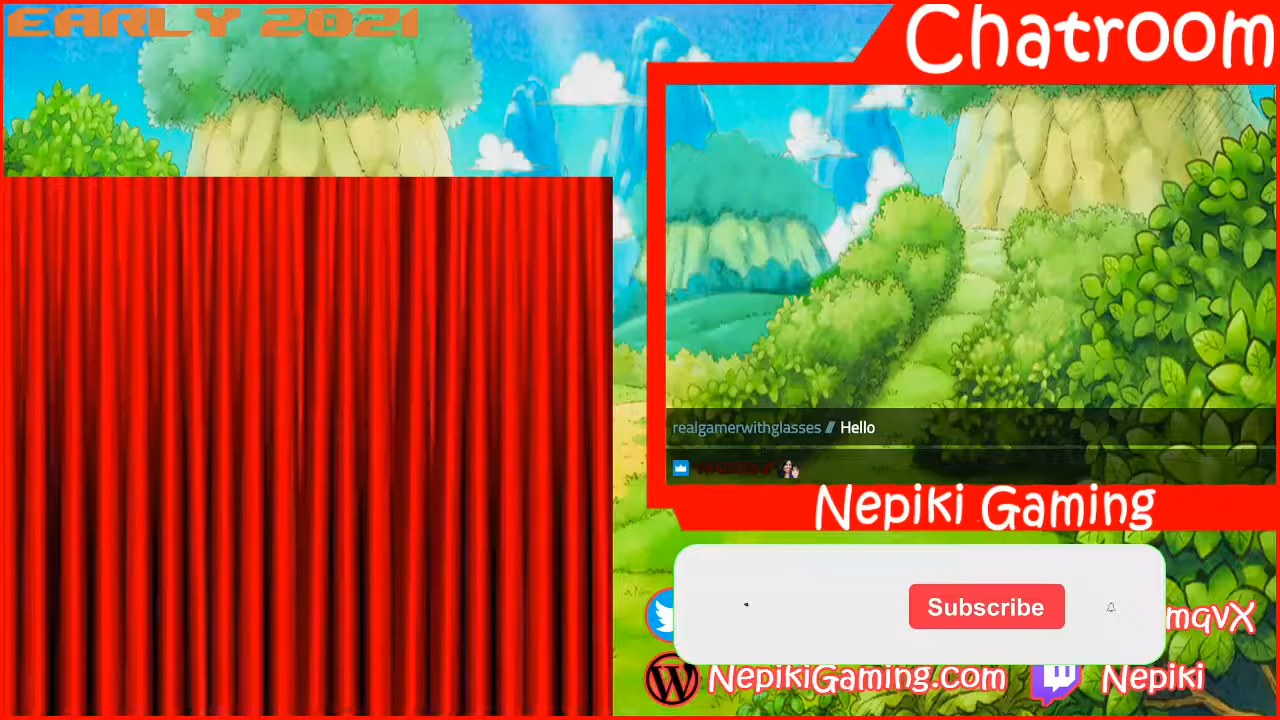 EARLY 2021
Chatroom
realgamerwithglasses // Hello
Nepiki Gaming
Subscribe
mqvX
NepikiGaming.com
Nepiki